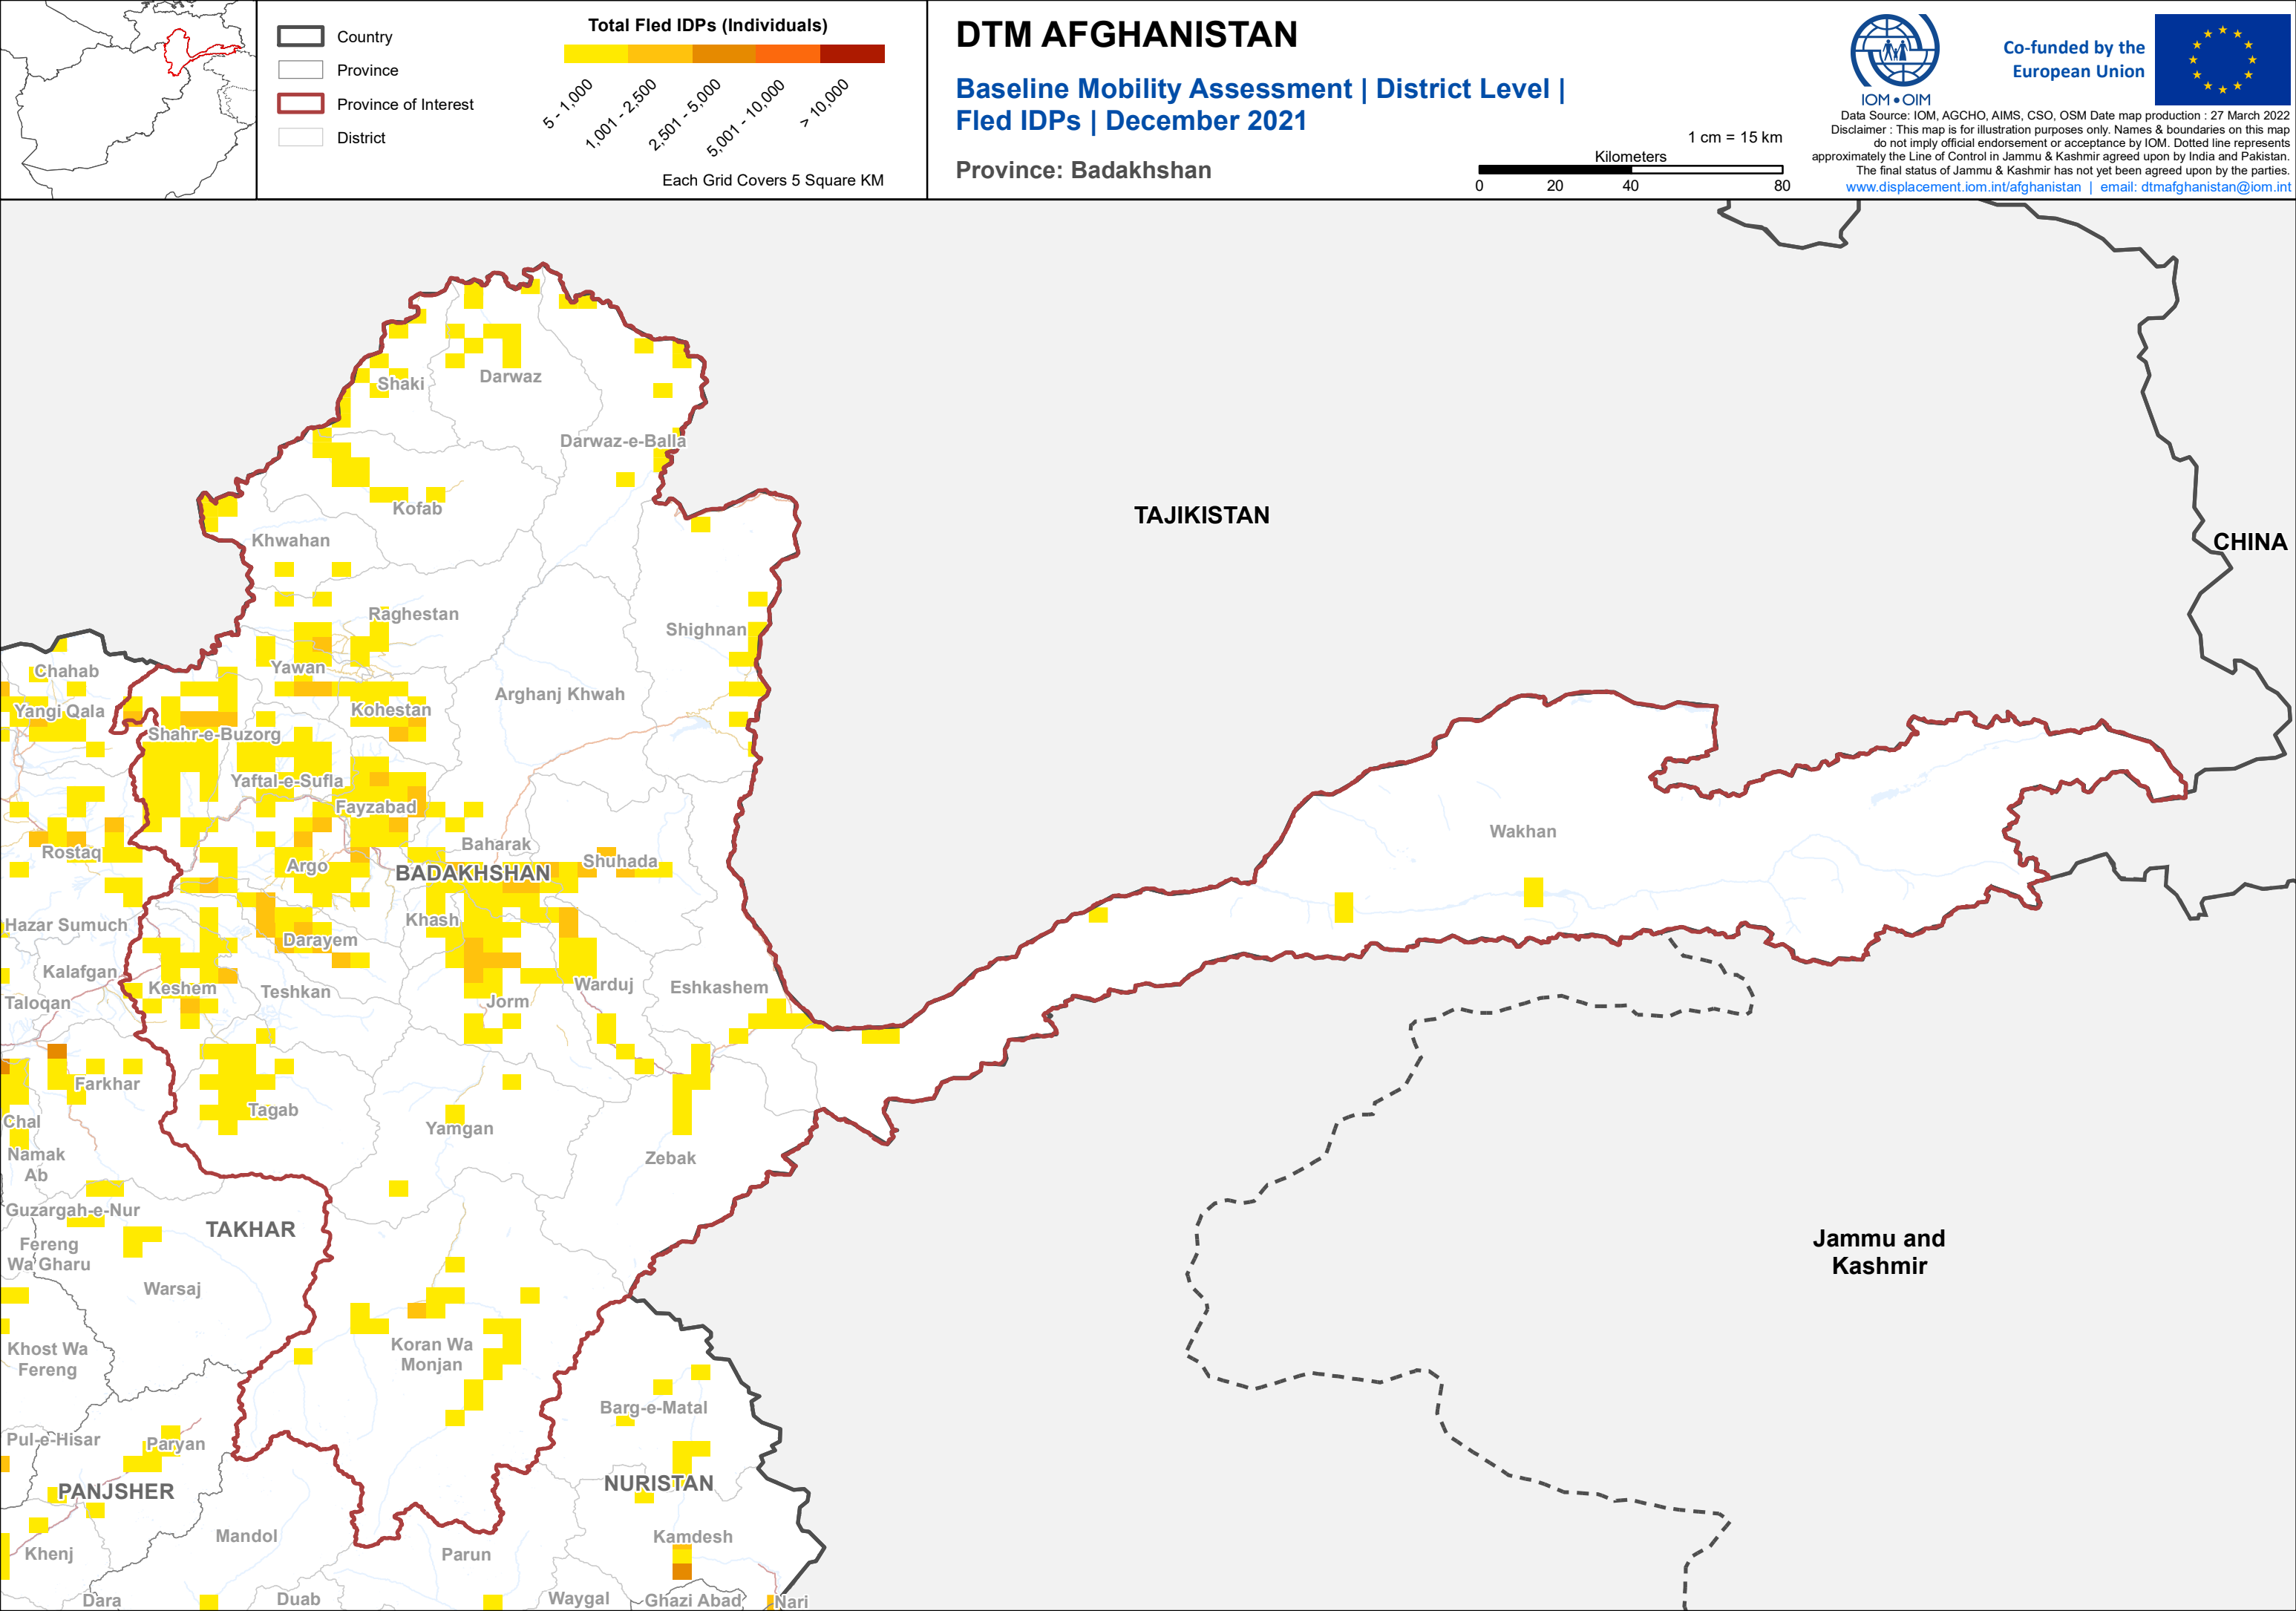 Country
Province
Province of Interest
District
Total Fled IDPs (Individuals)
5 - 1,000
1,001 - 2,500
2,501 - 5,000
5,001 - 10,000
> 10,000
Each Grid Covers 5 Square KM
DTM AFGHANISTAN
Baseline Mobility Assessment | District Level |
Fled IDPs | December 2021
Province: Badakhshan
1 cm = 15 km
Kilometers
0 20 40 80
IOM • OIM
Co-funded by the
European Union
Data Source: IOM, AGCHO, AIMS, CSO, OSM Date map production : 27 March 2022
Disclaimer : This map is for illustration purposes only. Names & boundaries on this map
do not imply official endorsement or acceptance by IOM. Dotted line represents
approximately the Line of Control in Jammu & Kashmir agreed upon by India and Pakistan.
The final status of Jammu & Kashmir has not yet been agreed upon by the parties.
www.displacement.iom.int/afghanistan | email: dtmafghanistan@iom.int
Shaki
Darwaz
Darwaz-e-Balla
Kofab
TAJIKISTAN
Khwahan
CHINA
Raghestan
Shighnan
Chahab
Yawan
Arghanj Khwah
Yangi Qala
Kohestan
Shahr-e-Buzorg
Yaftal-e-Sufla
Fayzabad
Wakhan
Baharak
Rostaq
Argo
BADAKHSHAN
Shuhada
Hazar Sumuch
Khash
Darayem
Kalafgan
Keshem
Teshkan
Warduj
Eshkashem
Taloqan
Jorm
Farkhar
Tagab
Chal
Yamgan
Namak
Ab
Zebak
Guzargah-e-Nur
TAKHAR
Fereng
Wa Gharu
Jammu and
Kashmir
Warsaj
Khost Wa
Fereng
Koran Wa
Monjan
Barg-e-Matal
Pul-e-Hisar
Paryan
PANJSHER
NURISTAN
Mandol
Kamdesh
Khenj
Parun
Dara
Duab
Waygal
Ghazi Abad
Nari